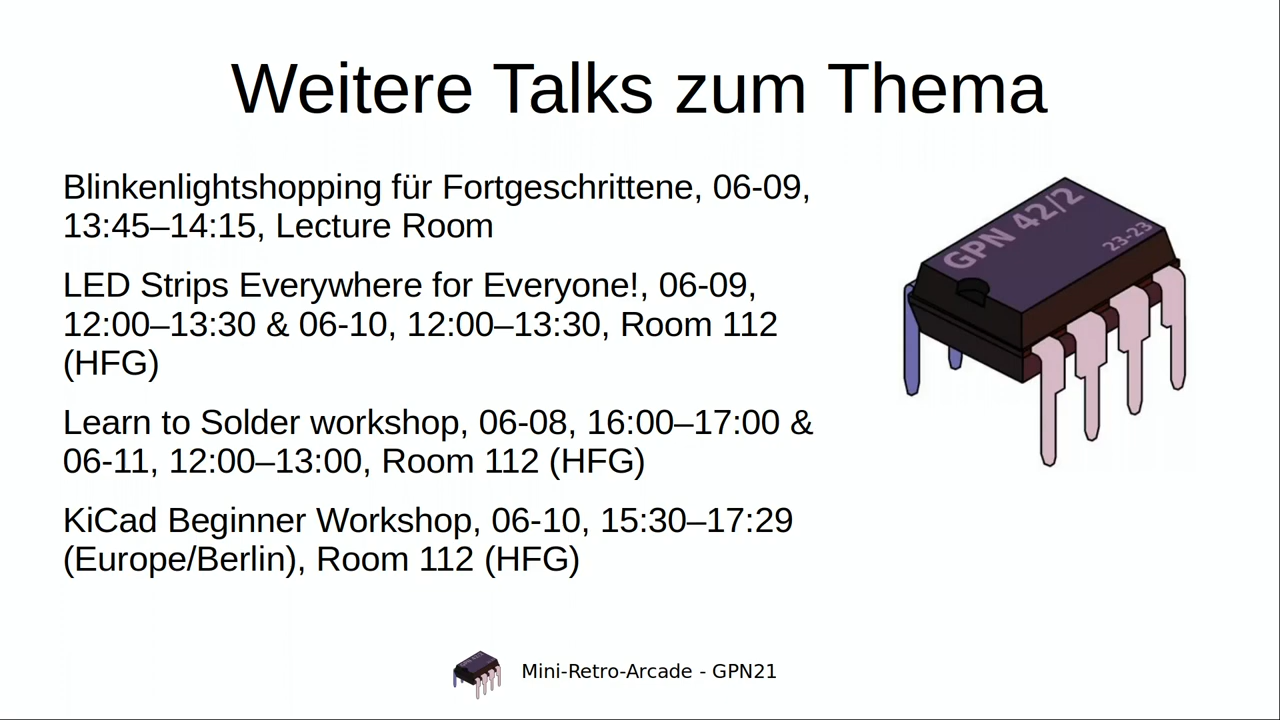 Weitere Talks zum Thema
Blinkenlightshopping für Fortgeschrittene, 06-09,
13:45–14:15, Lecture Room
LED Strips Everywhere for Everyone!, 06-09,
12:00–13:30 & 06-10, 12:00–13:30, Room 112
(HFG)
Learn to Solder workshop, 06-08, 16:00–17:00 &
06-11, 12:00–13:00, Room 112 (HFG)
KiCad Beginner Workshop, 06-10, 15:30–17:29
(Europe/Berlin), Room 112 (HFG)
GPN 42/2
23-23
Mini-Retro-Arcade - GPN21